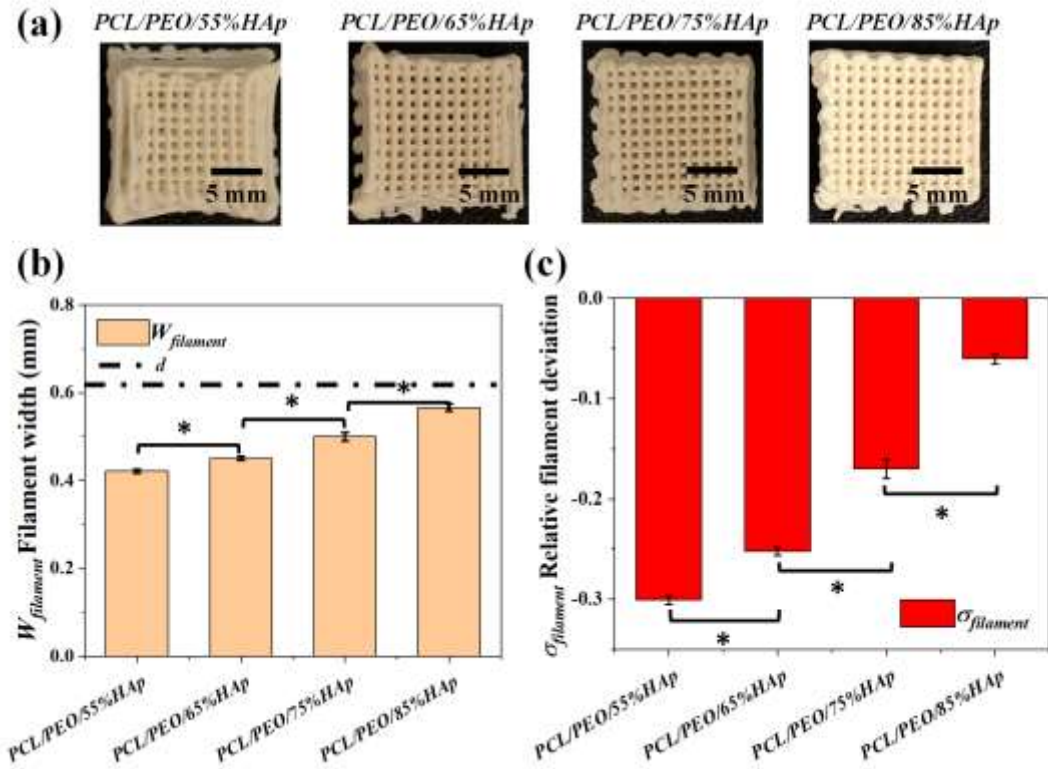 (a)
PCL/PEO/55%HAp PCL/PEO/65%HAp PCL/PEO/75%HAp PCL/PEO/85%HAp
5 mm 5 mm 5 mm 5 mm
(b)
W_filament Filament width (mm)
0.8
0.6
0.4
0.2
0.0
W_filament
d
*
*
*
PCL/PEO/55%HAp
PCL/PEO/65%HAp
PCL/PEO/75%HAp
PCL/PEO/85%HAp
(c)
σ_filament Relative filament deviation
0.0
-0.1
-0.2
-0.3
*
*
*
σ_filament
PCL/PEO/55%HAp
PCL/PEO/65%HAp
PCL/PEO/75%HAp
PCL/PEO/85%HAp